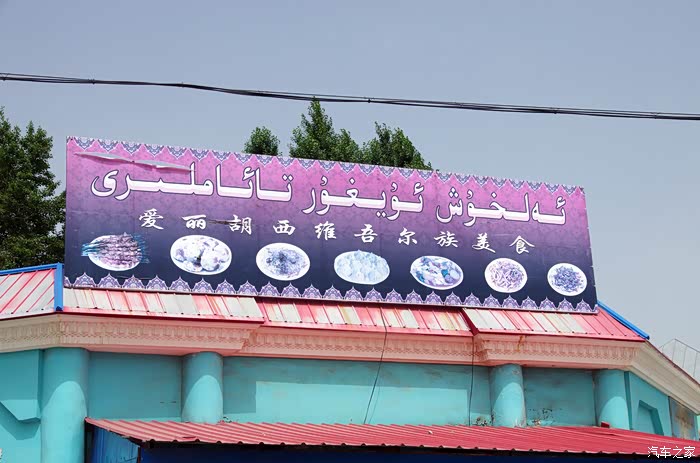 ئەلخۇش ئۇيغۇر تائاملىرى
爱丽胡西维吾尔族美食
汽车之家